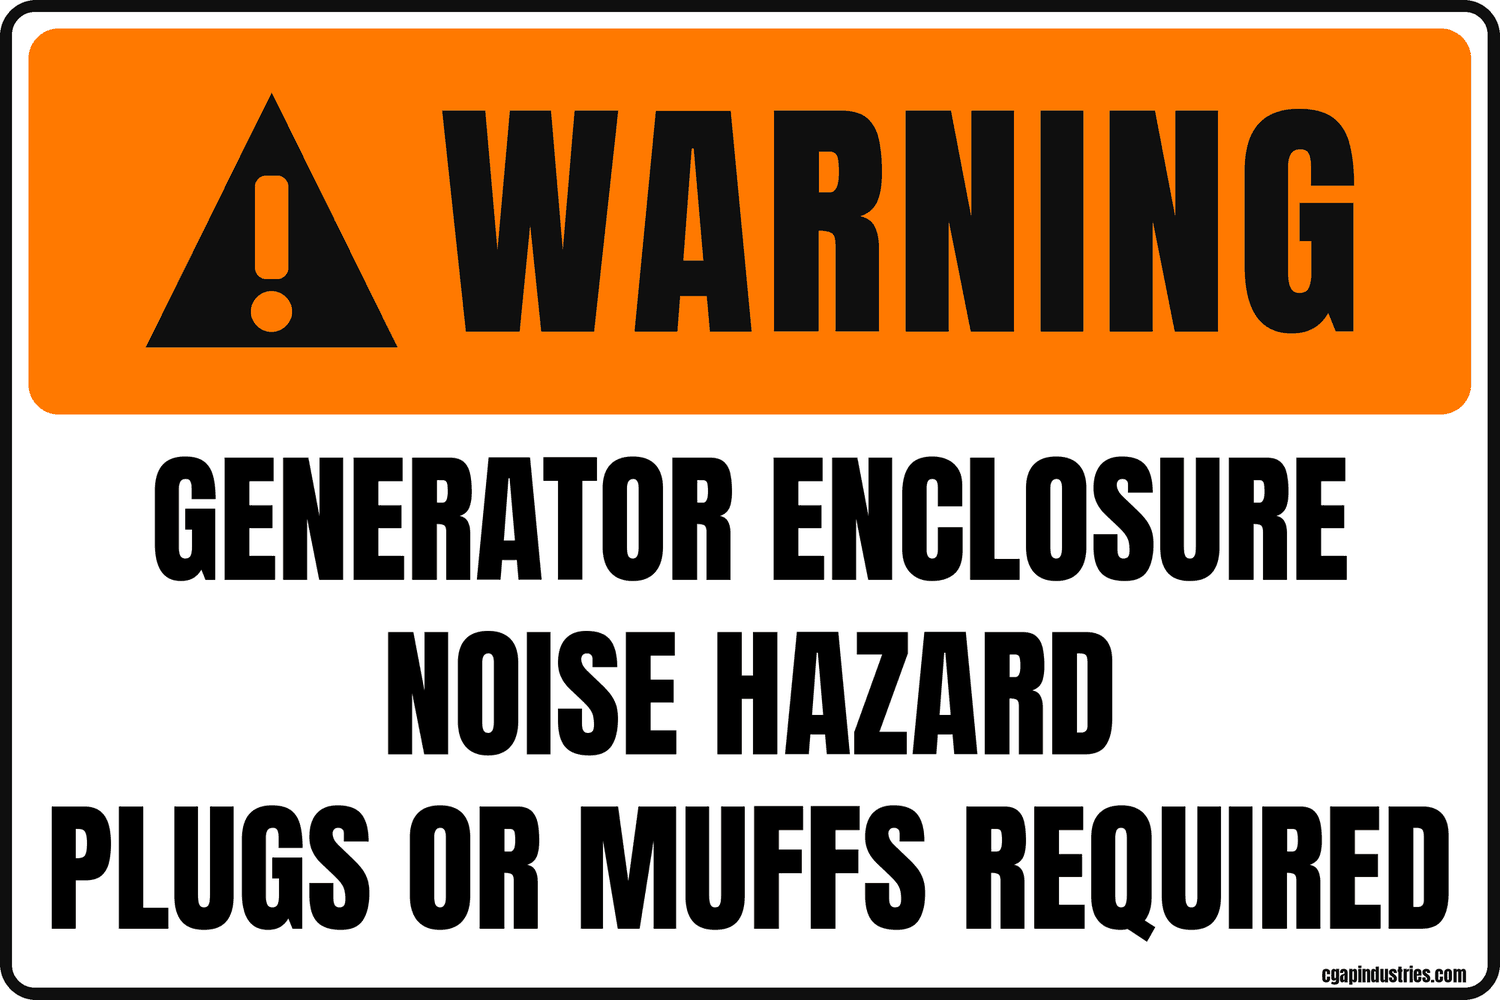 WARNING
GENERATOR ENCLOSURE
NOISE HAZARD
PLUGS OR MUFFS REQUIRED
cgapindustries.com